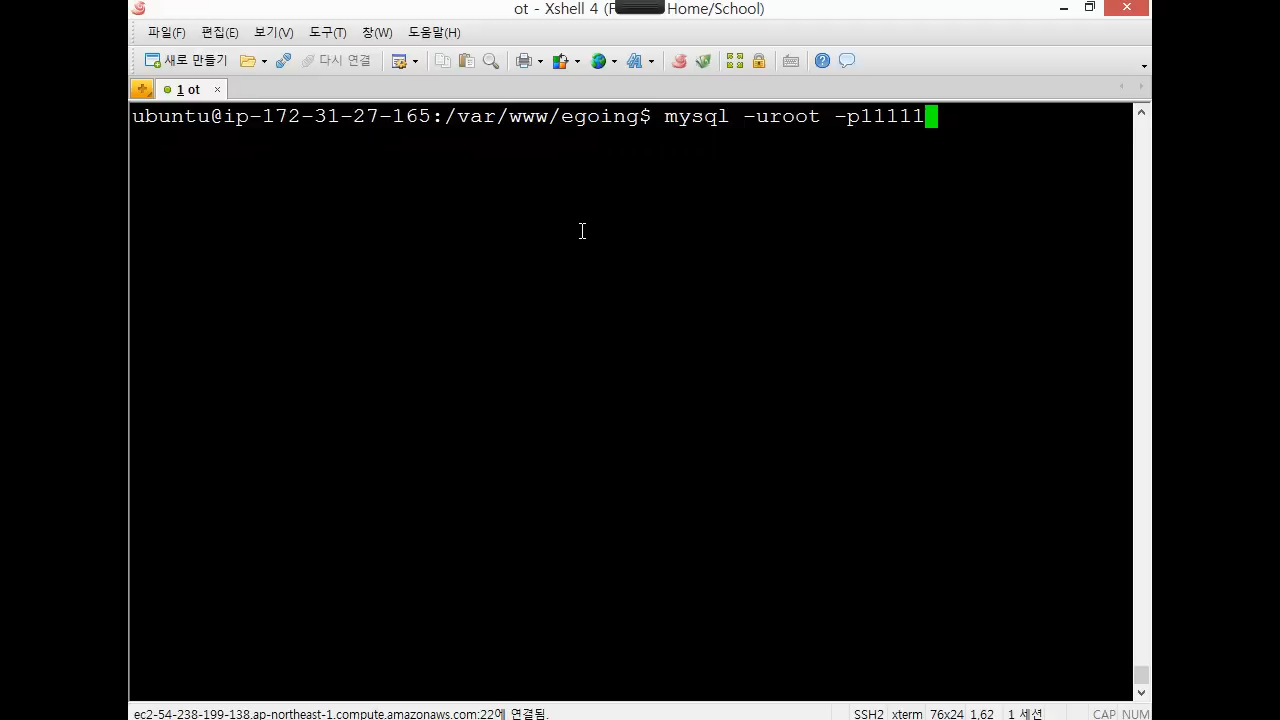 ot - Xshell 4 (F Home/School)
파일(F) 편집(E) 보기(V) 도구(T) 창(W) 도움말(H)
새로 만들기 다시 연결
1 ot
ubuntu@ip-172-31-27-165:/var/www/egoing$ mysql -uroot -p11111
ec2-54-238-199-138.ap-northeast-1.compute.amazonaws.com:22에 연결됨. SSH2 xterm 76x24 1,62 1 세션 CAP NUM